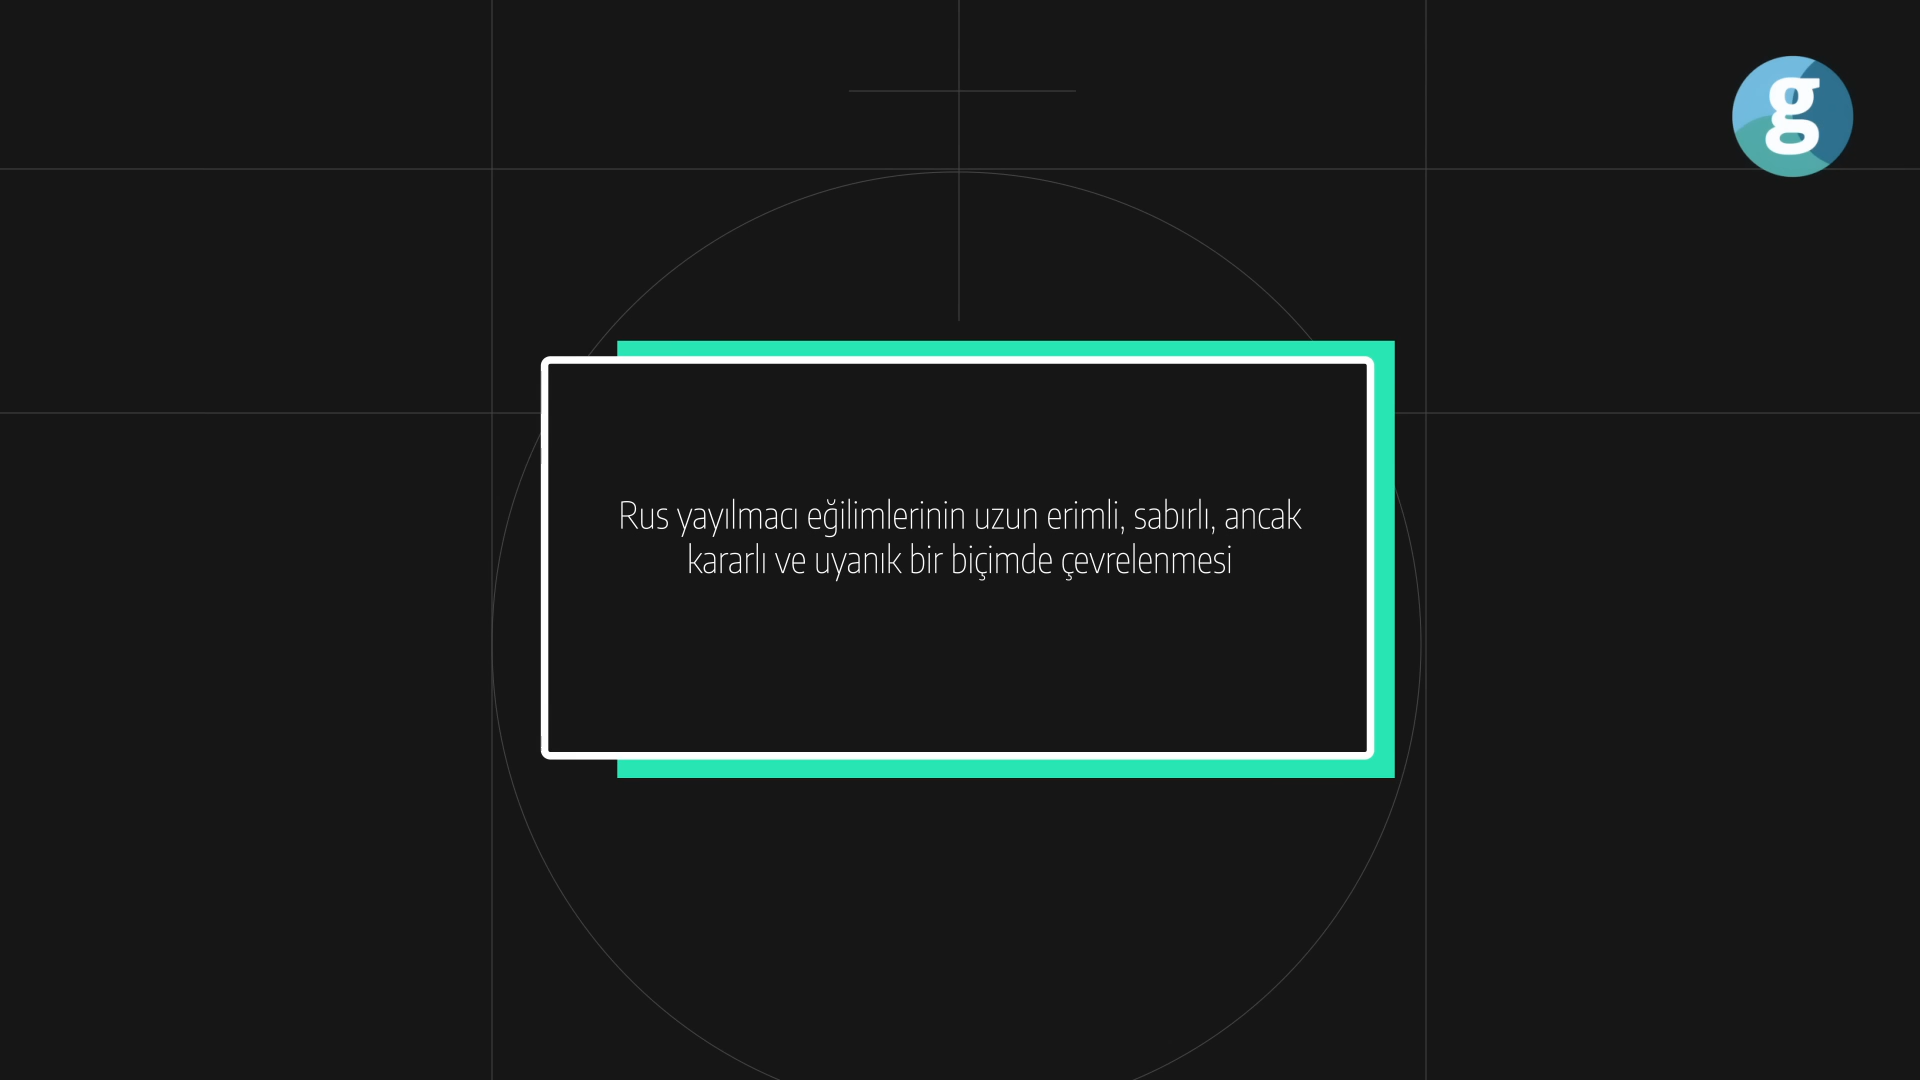 g
Rus yayılmacı eğilimlerinin uzun erimli, sabırlı, ancak
kararlı ve uyanık bir biçimde çevrelenmesi